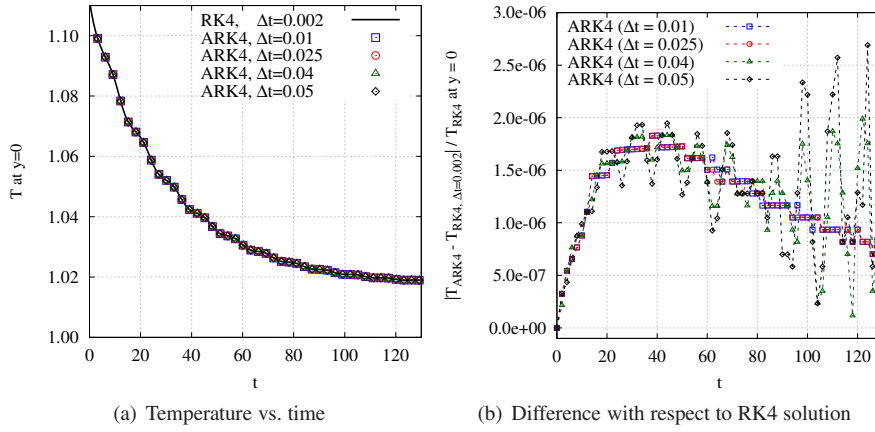 RK4, Δt=0.002
ARK4, Δt=0.01
ARK4, Δt=0.025
ARK4, Δt=0.04
ARK4, Δt=0.05
T at y=0
1.10
1.08
1.06
1.04
1.02
1.00
0 20 40 60 80 100 120
t
(a) Temperature vs. time
ARK4 (Δt = 0.01)
ARK4 (Δt = 0.025)
ARK4 (Δt = 0.04)
ARK4 (Δt = 0.05)
|T_ARK4 - T_RK4, Δt=0.002| / T_RK4 at y = 0
3.0e-06
2.5e-06
2.0e-06
1.5e-06
1.0e-06
5.0e-07
0.0e+00
0 20 40 60 80 100 120
t
(b) Difference with respect to RK4 solution